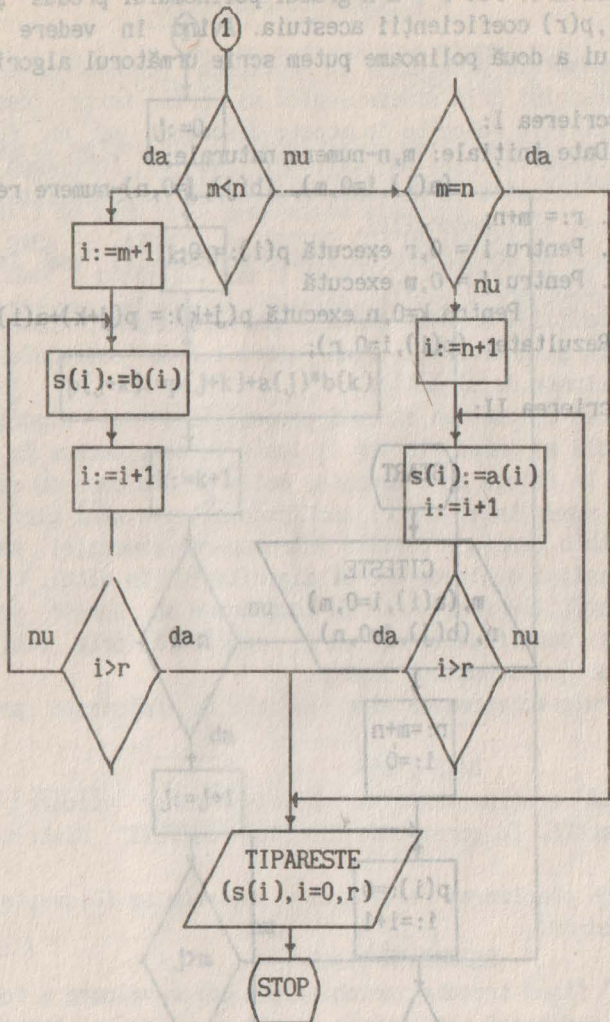 1
da
m<n
nu
m=n
da
i:=m+1
nu
i:=n+1
s(i):=b(i)
i:=i+1
s(i):=a(i)
i:=i+1
nu
i>r
da
da
i>r
nu
TIPARESTE
(s(i),i=0,r)
STOP